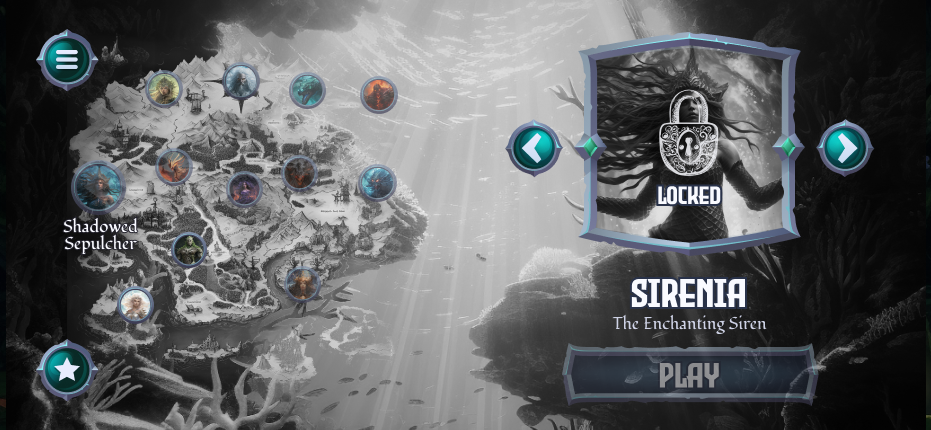 Shadowed
Sepulcher
LOCKED
SIRENIA
The Enchanting Siren
PLAY